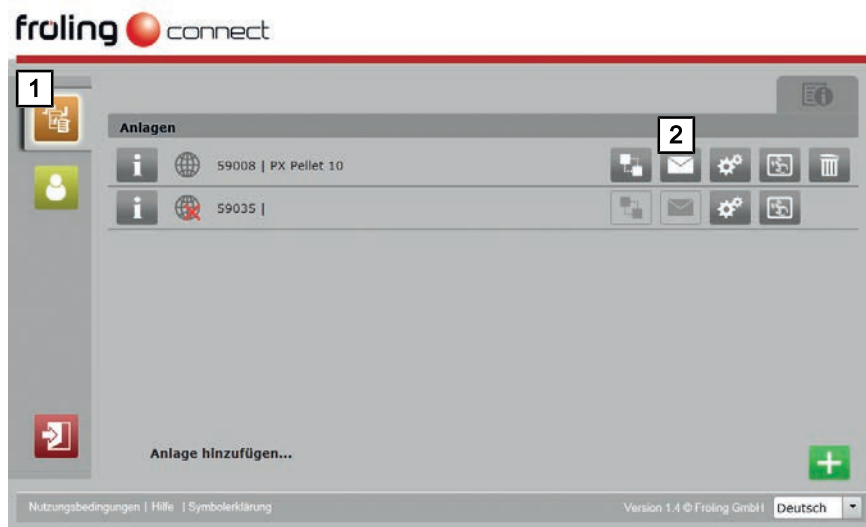 fröling connect
1
Anlagen
2
59008 | PX Pellet 10
59035 |
Anlage hinzufügen...
Nutzungsbedingungen | Hilfe | Symbolerklärung
Version 1.4 © Froling GmbH Deutsch